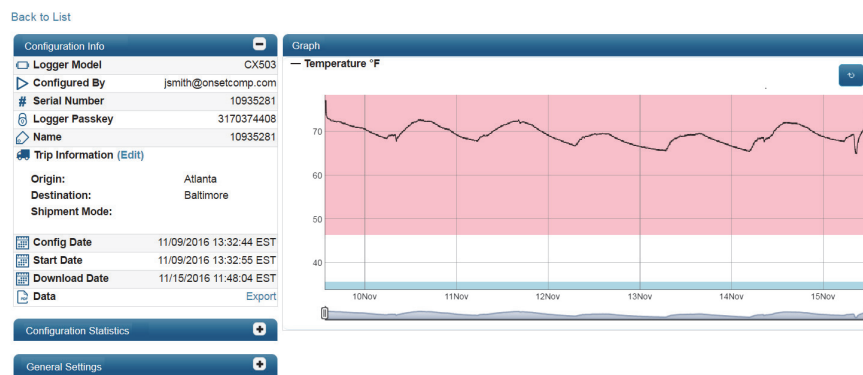 Back to List
Configuration Info
Logger Model CX503
Configured By jsmith@onsetcomp.com
# Serial Number 10935281
Logger Passkey 3170374408
Name 10935281
Trip Information (Edit)
Origin: Atlanta
Destination: Baltimore
Shipment Mode:
Config Date 11/09/2016 13:32:44 EST
Start Date 11/09/2016 13:32:55 EST
Download Date 11/15/2016 11:48:04 EST
Data Export
Configuration Statistics
General Settings
Graph
— Temperature °F
70
60
50
40
10Nov 11Nov 12Nov 13Nov 14Nov 15Nov